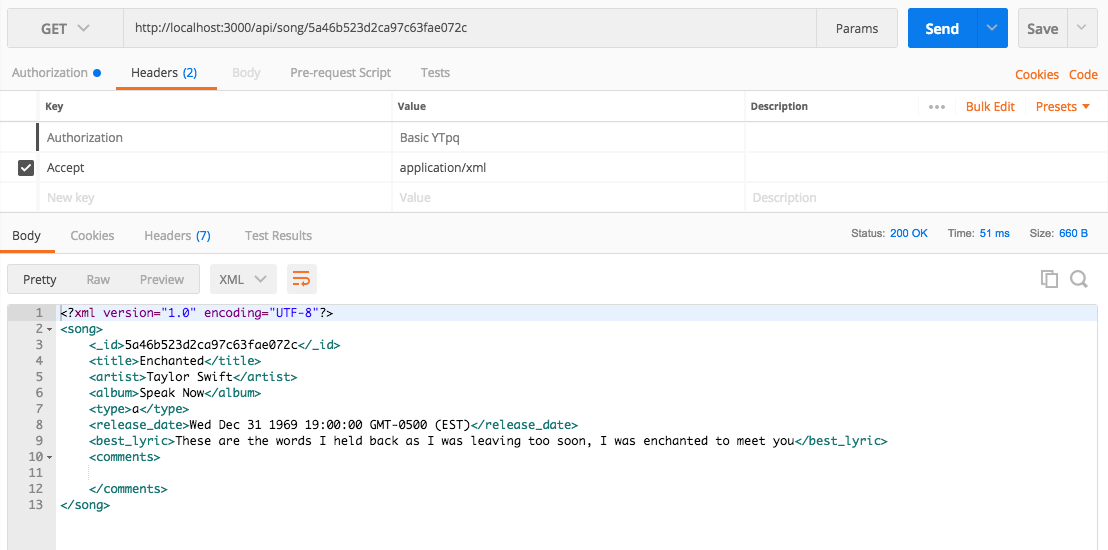 GET http://localhost:3000/api/song/5a46b523d2ca97c63fae072c Params Send Save
Authorization Headers (2) Body Pre-request Script Tests Cookies Code
Key Value Description Bulk Edit Presets
Authorization Basic YTpq
Accept application/xml
New key Value Description
Body Cookies Headers (7) Test Results Status: 200 OK Time: 51 ms Size: 660 B
Pretty Raw Preview XML
1 <?xml version="1.0" encoding="UTF-8"?>
2 <song>
3 <_id>5a46b523d2ca97c63fae072c</_id>
4 <title>Enchanted</title>
5 <artist>Taylor Swift</artist>
6 <album>Speak Now</album>
7 <type>a</type>
8 <release_date>Wed Dec 31 1969 19:00:00 GMT-0500 (EST)</release_date>
9 <best_lyric>These are the words I held back as I was leaving too soon, I was enchanted to meet you</best_lyric>
10 <comments>
11
12 </comments>
13 </song>